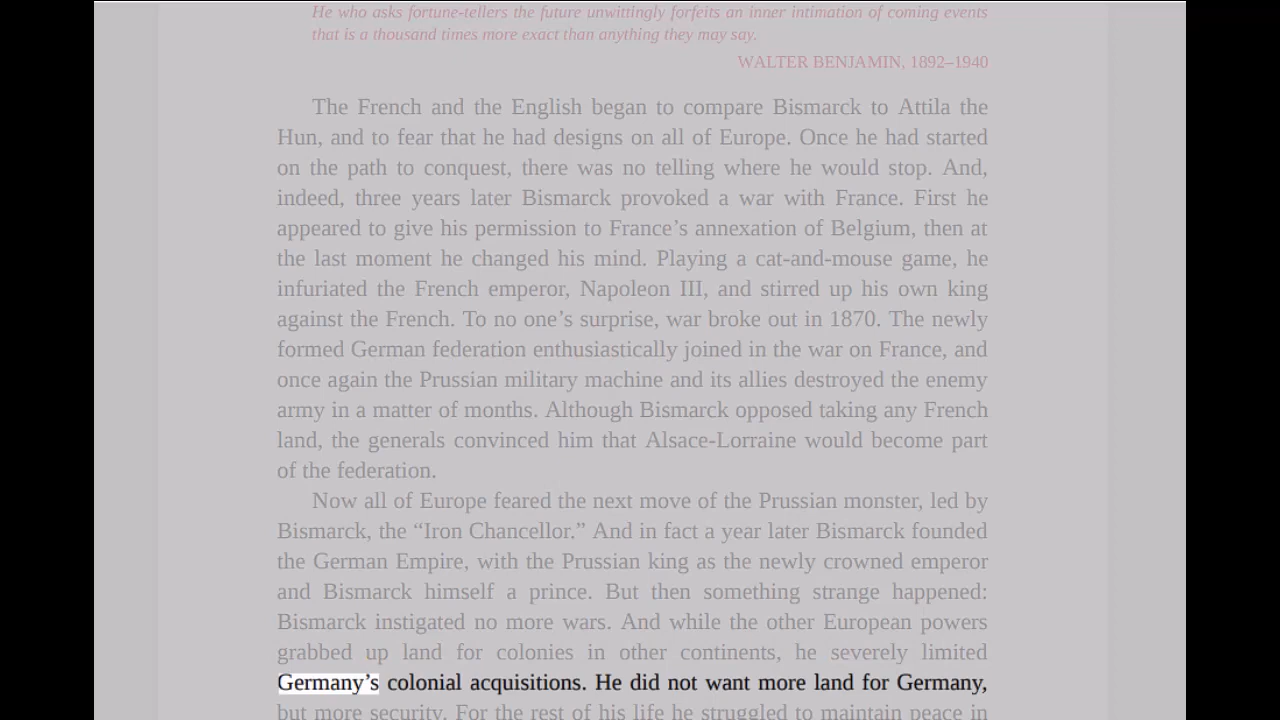 He who asks fortune-tellers the future unwittingly forfeits an inner intimation of coming events
that is a thousand times more exact than anything they may say.
WALTER BENJAMIN, 1892–1940
The French and the English began to compare Bismarck to Attila the
Hun, and to fear that he had designs on all of Europe. Once he had started
on the path to conquest, there was no telling where he would stop. And,
indeed, three years later Bismarck provoked a war with France. First he
appeared to give his permission to France’s annexation of Belgium, then at
the last moment he changed his mind. Playing a cat-and-mouse game, he
infuriated the French emperor, Napoleon III, and stirred up his own king
against the French. To no one’s surprise, war broke out in 1870. The newly
formed German federation enthusiastically joined in the war on France, and
once again the Prussian military machine and its allies destroyed the enemy
army in a matter of months. Although Bismarck opposed taking any French
land, the generals convinced him that Alsace-Lorraine would become part
of the federation.
Now all of Europe feared the next move of the Prussian monster, led by
Bismarck, the “Iron Chancellor.” And in fact a year later Bismarck founded
the German Empire, with the Prussian king as the newly crowned emperor
and Bismarck himself a prince. But then something strange happened:
Bismarck instigated no more wars. And while the other European powers
grabbed up land for colonies in other continents, he severely limited
Germany’s colonial acquisitions. He did not want more land for Germany,
but more security. For the rest of his life he struggled to maintain peace in